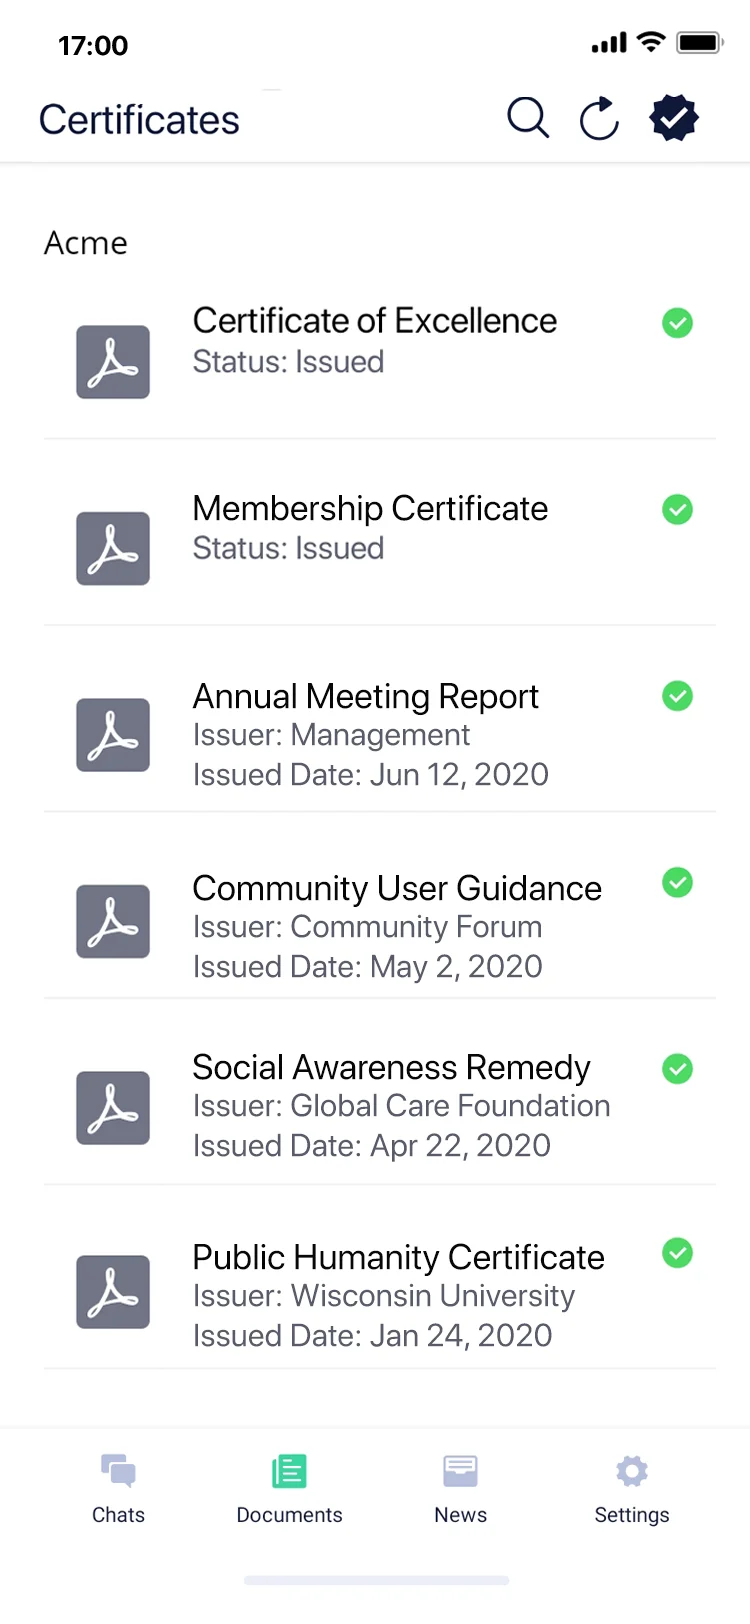 17:00
Certificates
Acme
Certificate of Excellence
Status: Issued
Membership Certificate
Status: Issued
Annual Meeting Report
Issuer: Management
Issued Date: Jun 12, 2020
Community User Guidance
Issuer: Community Forum
Issued Date: May 2, 2020
Social Awareness Remedy
Issuer: Global Care Foundation
Issued Date: Apr 22, 2020
Public Humanity Certificate
Issuer: Wisconsin University
Issued Date: Jan 24, 2020
Chats Documents News Settings